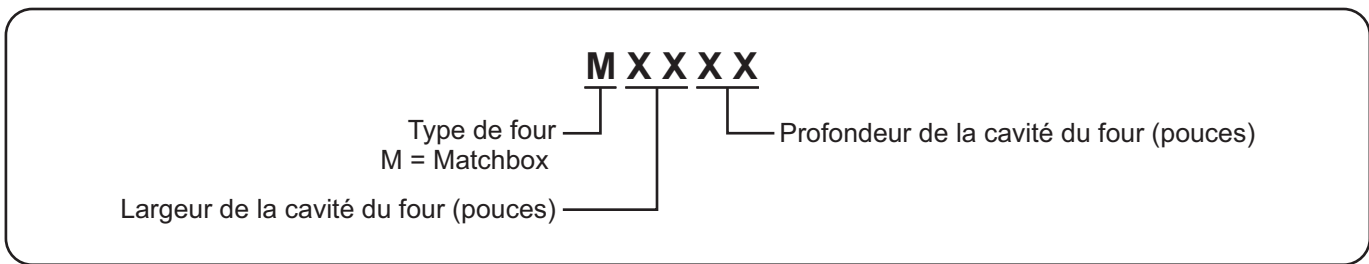 M X X X X
Type de four
M = Matchbox
Profondeur de la cavité du four (pouces)
Largeur de la cavité du four (pouces)